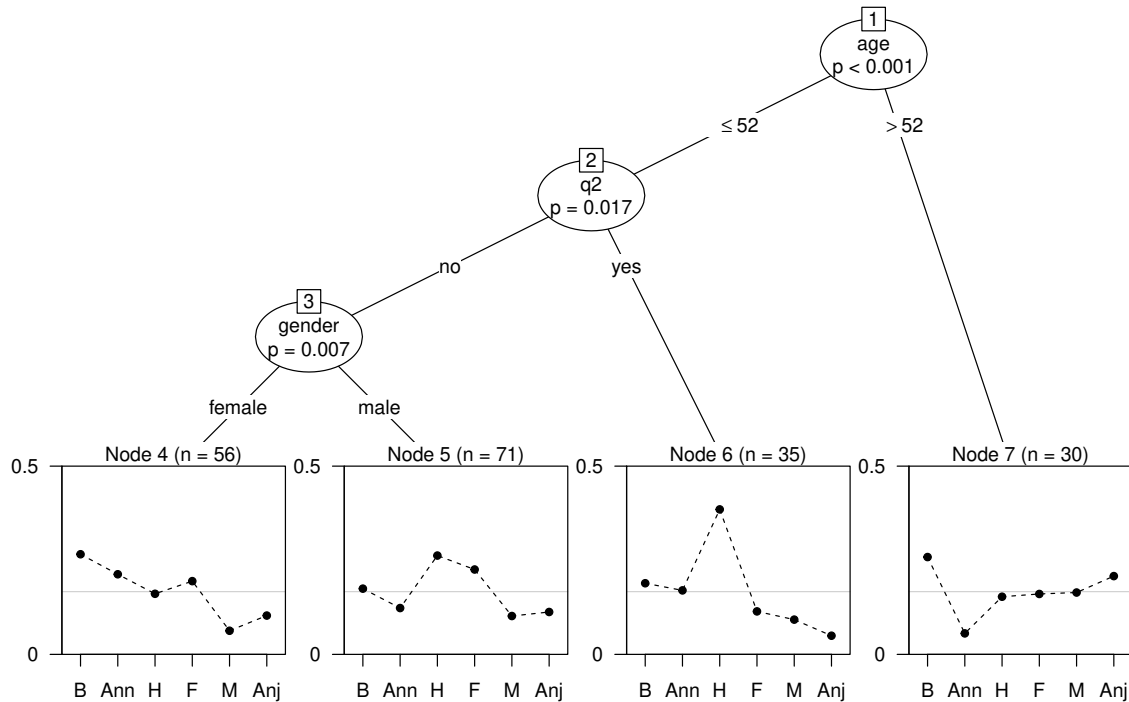 1
age
p < 0.001
≤ 52
> 52
2
q2
p = 0.017
no
yes
3
gender
p = 0.007
female
male
Node 4 (n = 56)
0.5
0
B Ann H F M Anj
Node 5 (n = 71)
0.5
0
B Ann H F M Anj
Node 6 (n = 35)
0.5
0
B Ann H F M Anj
Node 7 (n = 30)
0.5
0
B Ann H F M Anj